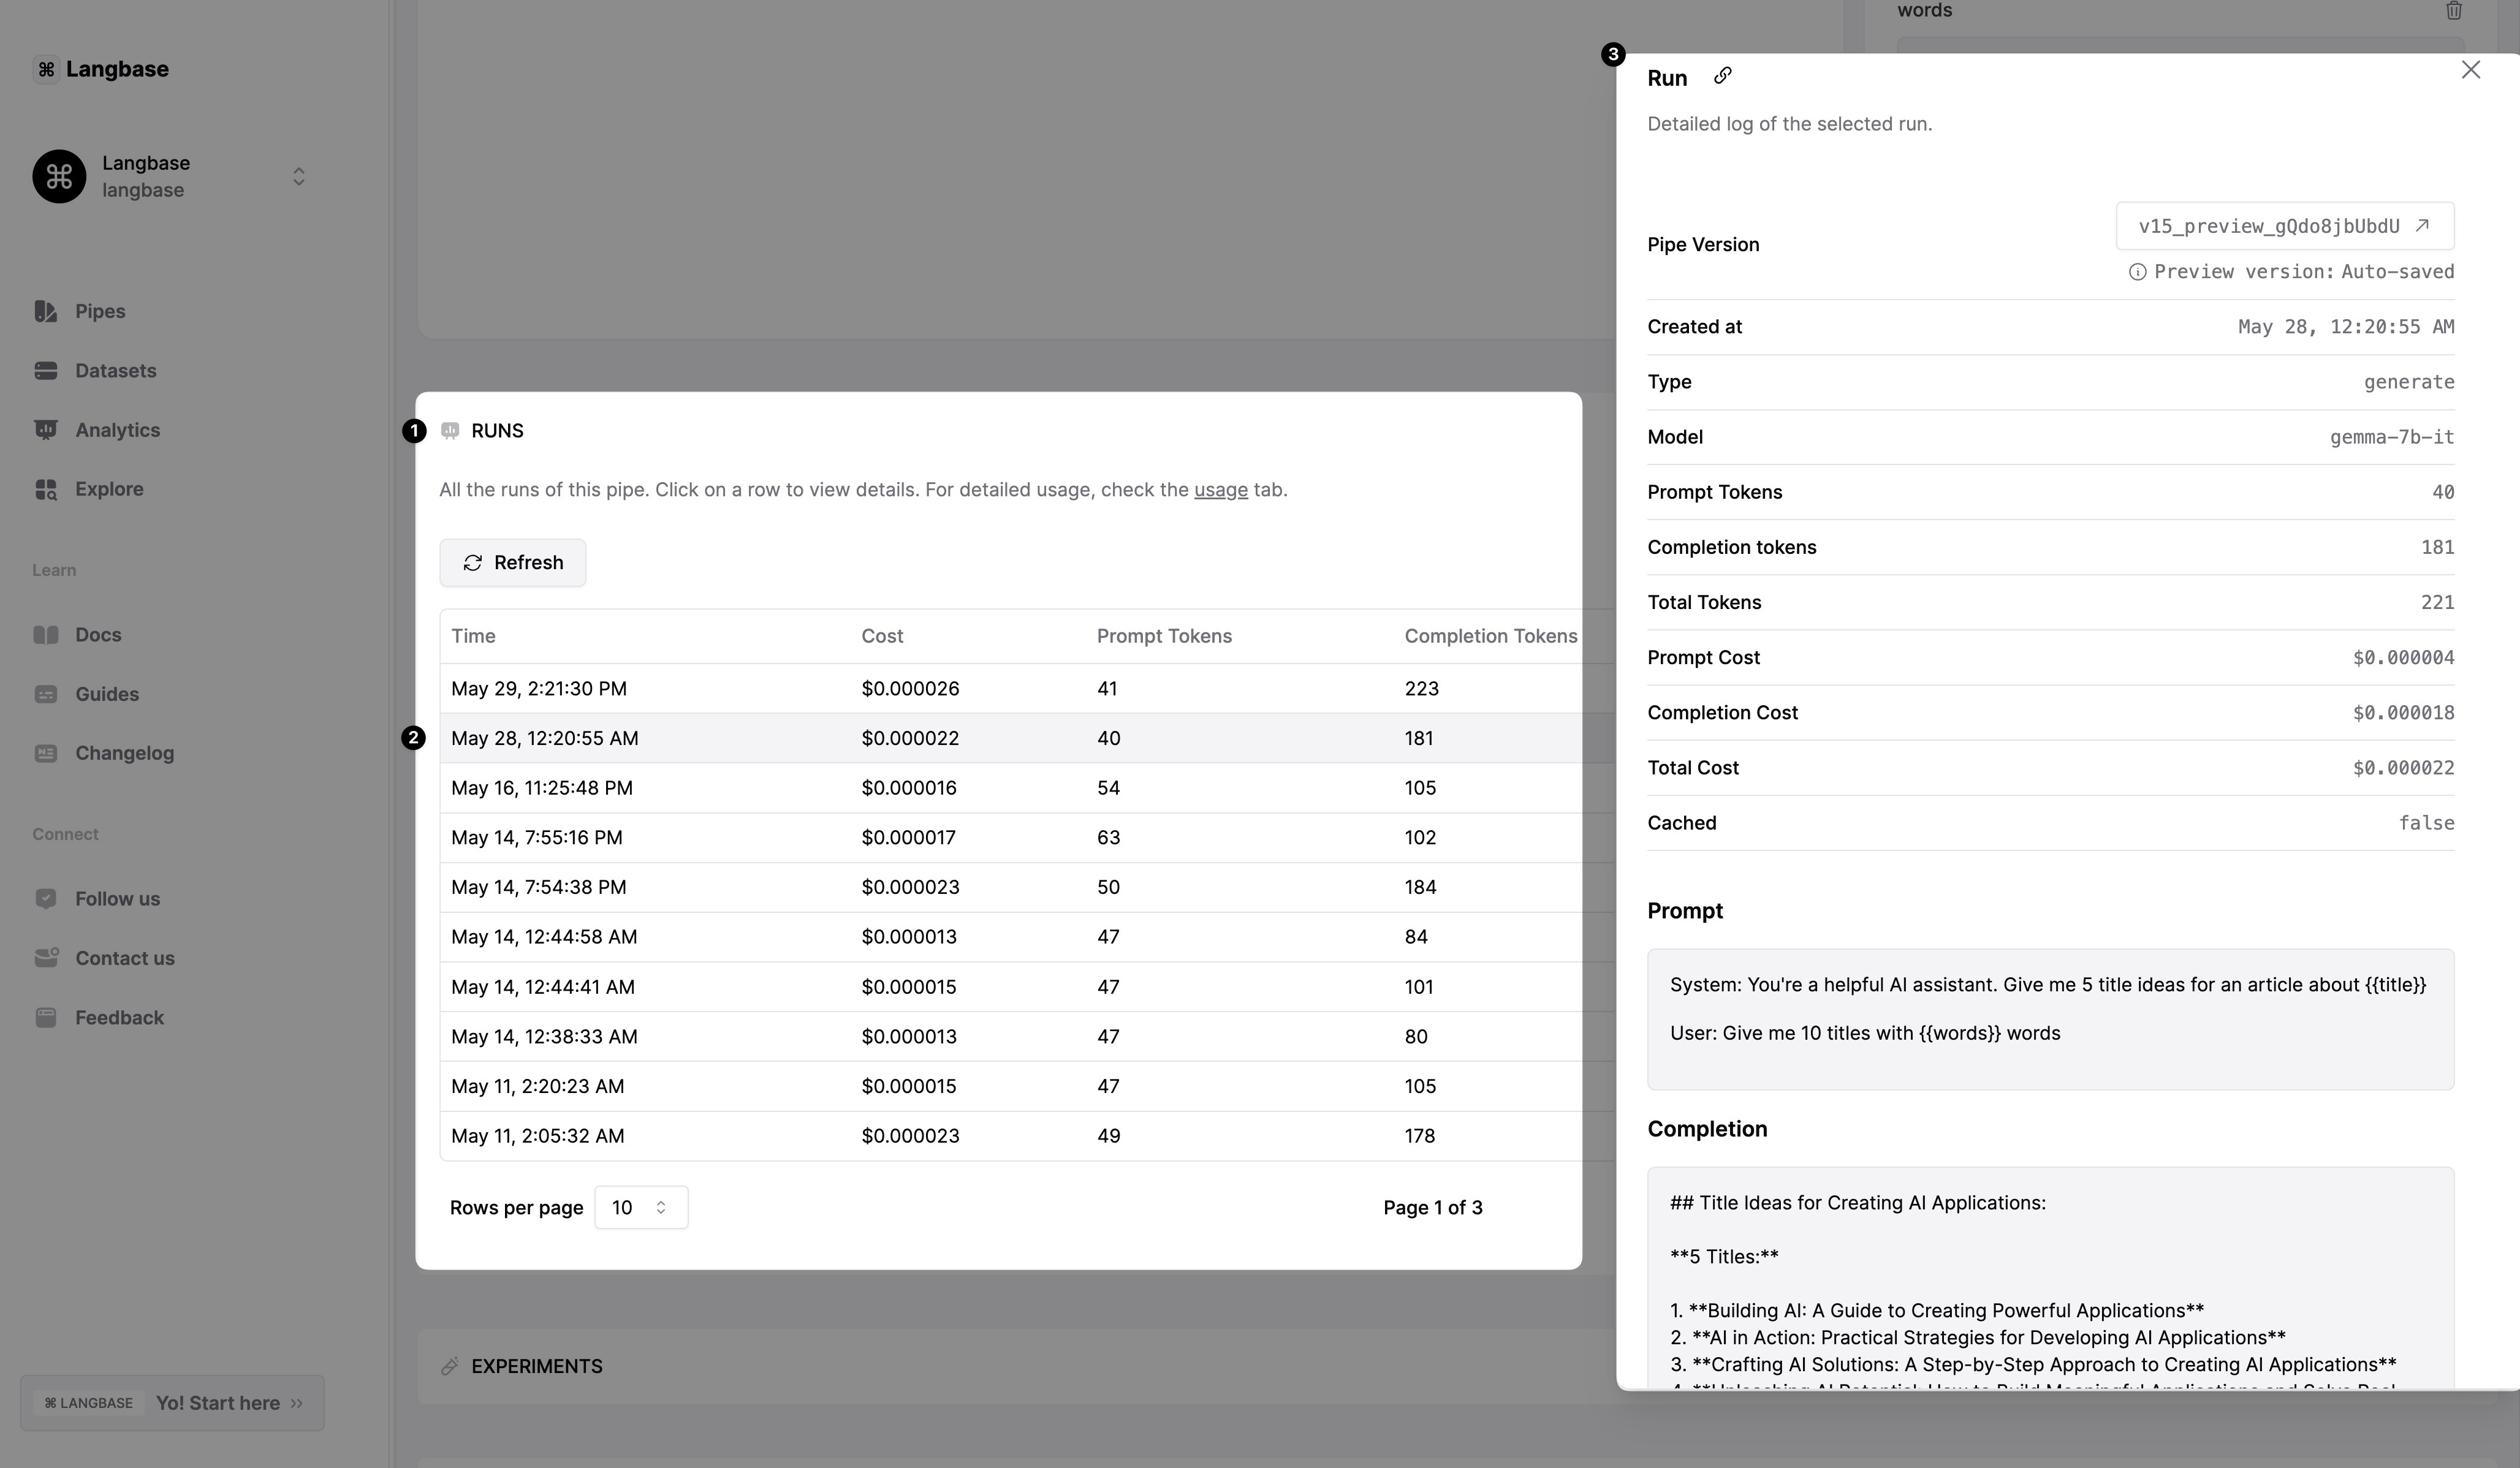 Langbase
Langbase
langbase
Pipes
Datasets
Analytics
Explore
Learn
Docs
Guides
Changelog
Connect
Follow us
Contact us
Feedback
⌘ LANGBASE Yo! Start here
1 RUNS
All the runs of this pipe. Click on a row to view details. For detailed usage, check the usage tab.
Refresh
Time Cost Prompt Tokens Completion Tokens
May 29, 2:21:30 PM $0.000026 41 223
2 May 28, 12:20:55 AM $0.000022 40 181
May 16, 11:25:48 PM $0.000016 54 105
May 14, 7:55:16 PM $0.000017 63 102
May 14, 7:54:38 PM $0.000023 50 184
May 14, 12:44:58 AM $0.000013 47 84
May 14, 12:44:41 AM $0.000015 47 101
May 14, 12:38:33 AM $0.000013 47 80
May 11, 2:20:23 AM $0.000015 47 105
May 11, 2:05:32 AM $0.000023 49 178
Rows per page 10 Page 1 of 3
EXPERIMENTS
words
3
Run
Detailed log of the selected run.
Pipe Version v15_preview_gQdo8jbUbdU
Preview version: Auto-saved
Created at May 28, 12:20:55 AM
Type generate
Model gemma-7b-it
Prompt Tokens 40
Completion tokens 181
Total Tokens 221
Prompt Cost $0.000004
Completion Cost $0.000018
Total Cost $0.000022
Cached false
Prompt
System: You're a helpful AI assistant. Give me 5 title ideas for an article about {{title}}
User: Give me 10 titles with {{words}} words
Completion
## Title Ideas for Creating AI Applications:
**5 Titles:**
1. **Building AI: A Guide to Creating Powerful Applications**
2. **AI in Action: Practical Strategies for Developing AI Applications**
3. **Crafting AI Solutions: A Step-by-Step Approach to Creating AI Applications**
4. **Unleashing AI Potential: How to Build Meaningful Applications and Solve Real